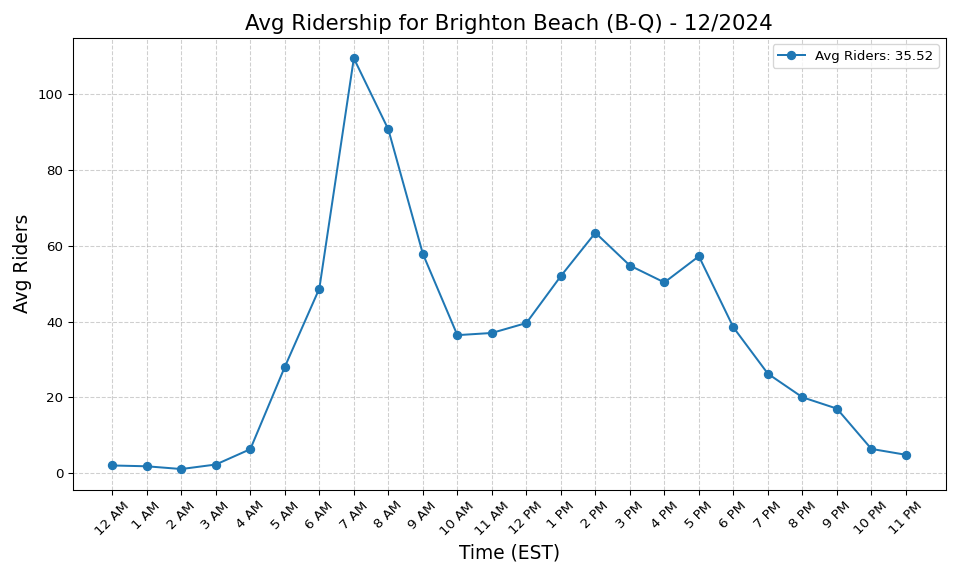 Avg Ridership for Brighton Beach (B-Q) - 12/2024
Avg Riders: 35.52
Avg Riders
100
80
60
40
20
0
12 AM
1 AM
2 AM
3 AM
4 AM
5 AM
6 AM
7 AM
8 AM
9 AM
10 AM
11 AM
12 PM
1 PM
2 PM
3 PM
4 PM
5 PM
6 PM
7 PM
8 PM
9 PM
10 PM
11 PM
Time (EST)